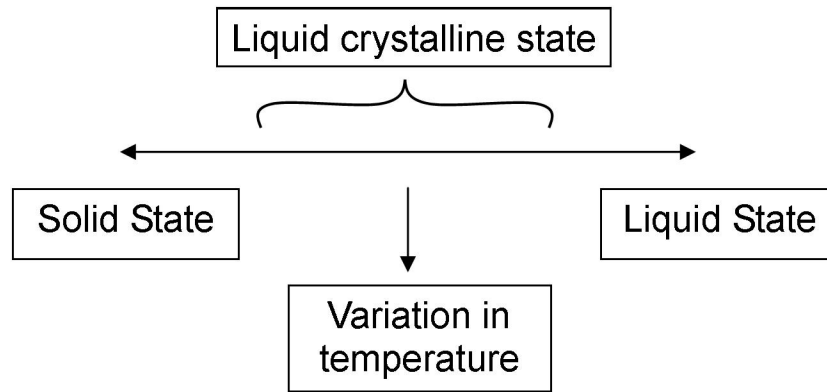 Liquid crystalline state
Solid State
Liquid State
Variation in
temperature